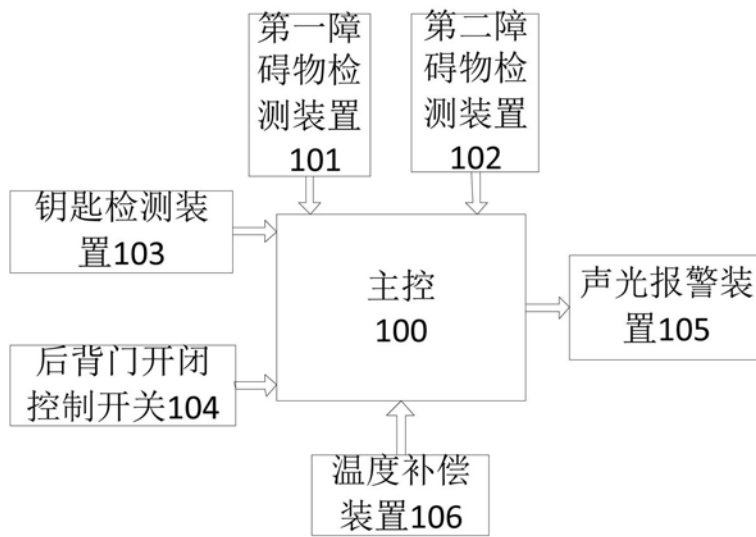 第一障
碍物检
测装置
101
第二障
碍物检
测装置
102
钥匙检测装
置103
主控
100
声光报警装
置105
后背门开闭
控制开关104
温度补偿
装置106